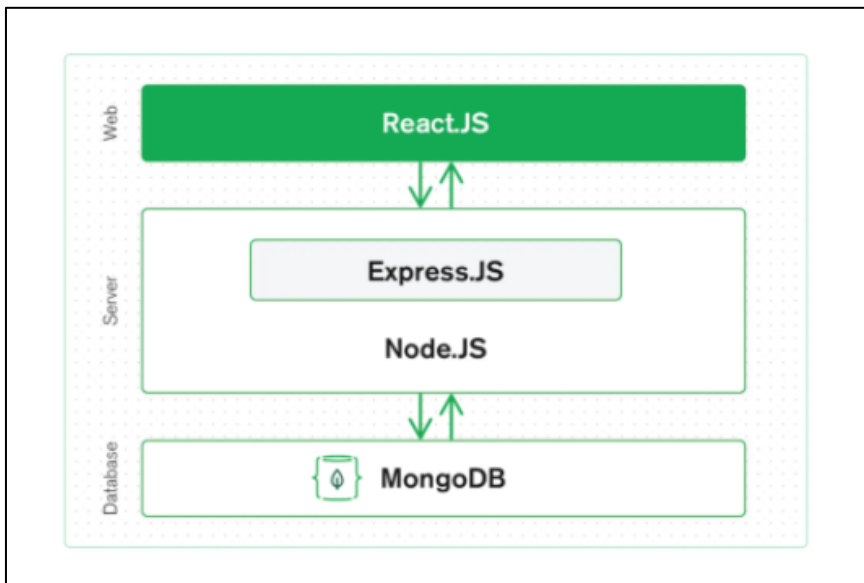 Web
React.JS
Server
Express.JS
Node.JS
Database
MongoDB